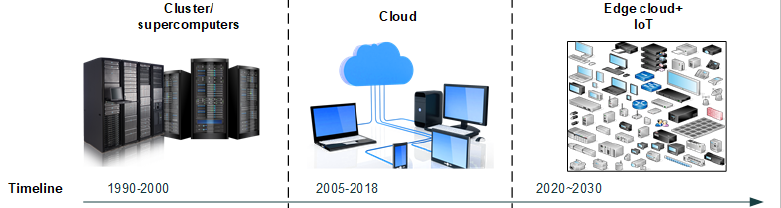 Cluster/
supercomputers
Cloud
Edge cloud+
IoT
Timeline
1990-2000
2005-2018
2020~2030